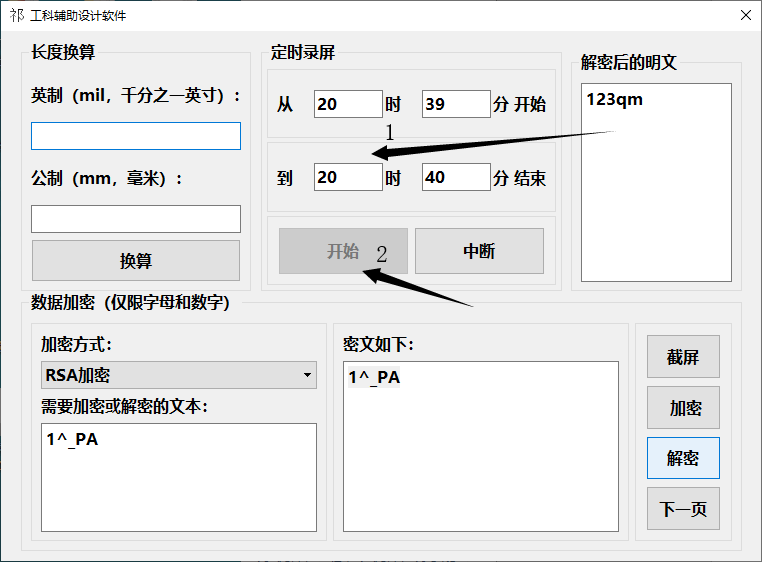 祁 工科辅助设计软件
长度换算
英制（mil，千分之一英寸）：
公制（mm，毫米）：
换算
定时录屏
从 20 时 39 分 开始
1
到 20 时 40 分 结束
开始 2
中断
解密后的明文
123qm
数据加密（仅限字母和数字）
加密方式：
RSA加密
需要加密或解密的文本：
1^_PA
密文如下：
1^_PA
截屏
加密
解密
下一页